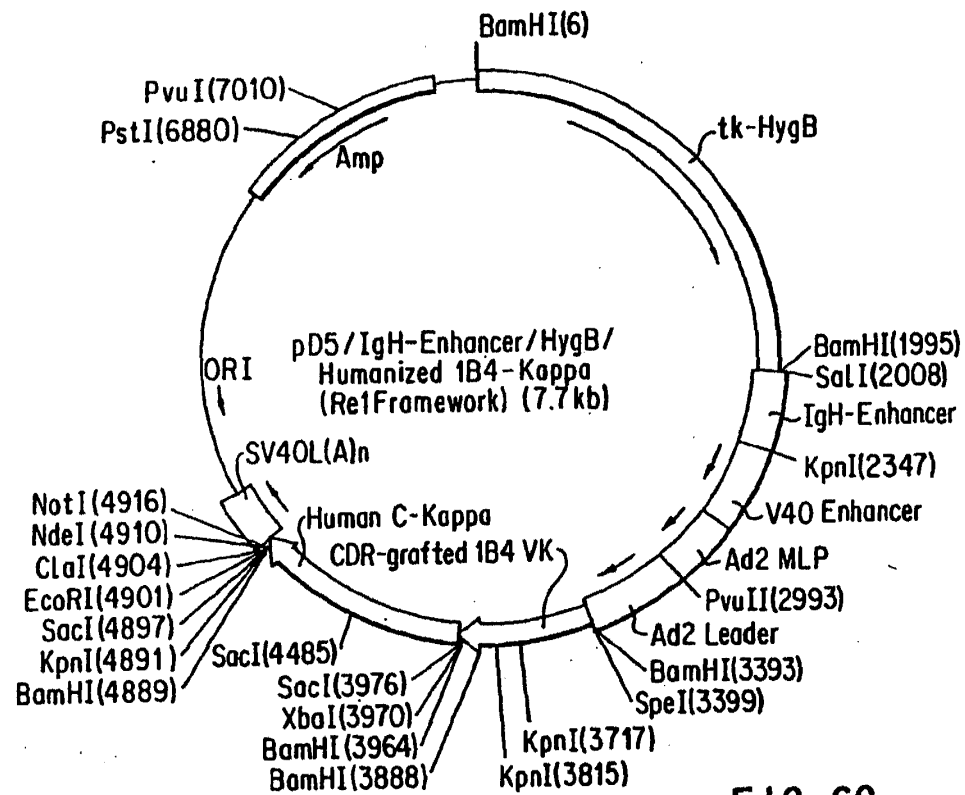 BamHI(6)
PvuI(7010)
PstI(6880)
Amp
tk-HygB
pD5/IgH-Enhancer/HygB/
Humanized 1B4-Kappa
(Re1Framework) (7.7kb)
ORI
BamHI(1995)
SalI(2008)
IgH-Enhancer
KpnI(2347)
V40 Enhancer
Ad2 MLP
PvuII(2993)
Ad2 Leader
BamHI(3393)
SpeI(3399)
SV40L(A)n
Human C-Kappa
CDR-grafted 1B4 VK
NotI(4916)
NdeI(4910)
ClaI(4904)
EcoRI(4901)
SacI(4897)
KpnI(4891)
BamHI(4889)
SacI(4485)
SacI(3976)
XbaI(3970)
BamHI(3964)
BamHI(3888)
KpnI(3717)
KpnI(3815)